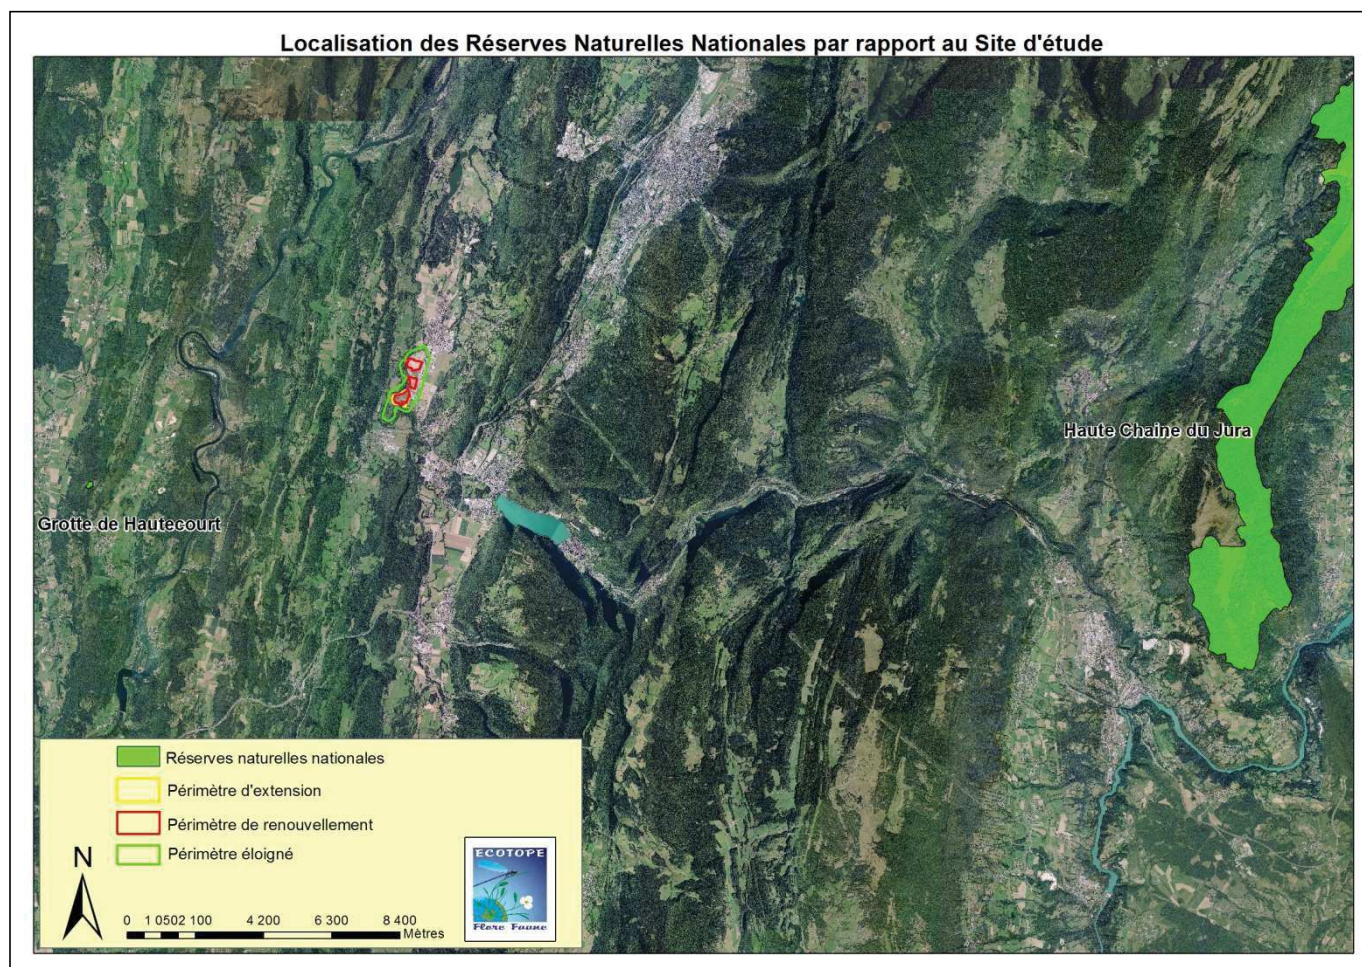 Localisation des Réserves Naturelles Nationales par rapport au Site d'étude
Haute Chaine du Jura
Grotte de Hautecourt
Réserves naturelles nationales
Périmètre d'extension
Périmètre de renouvellement
Périmètre éloigné
N
0 1 0502 100 4 200 6 300 8 400
Mètres
ECOTOPE
Flore Faune